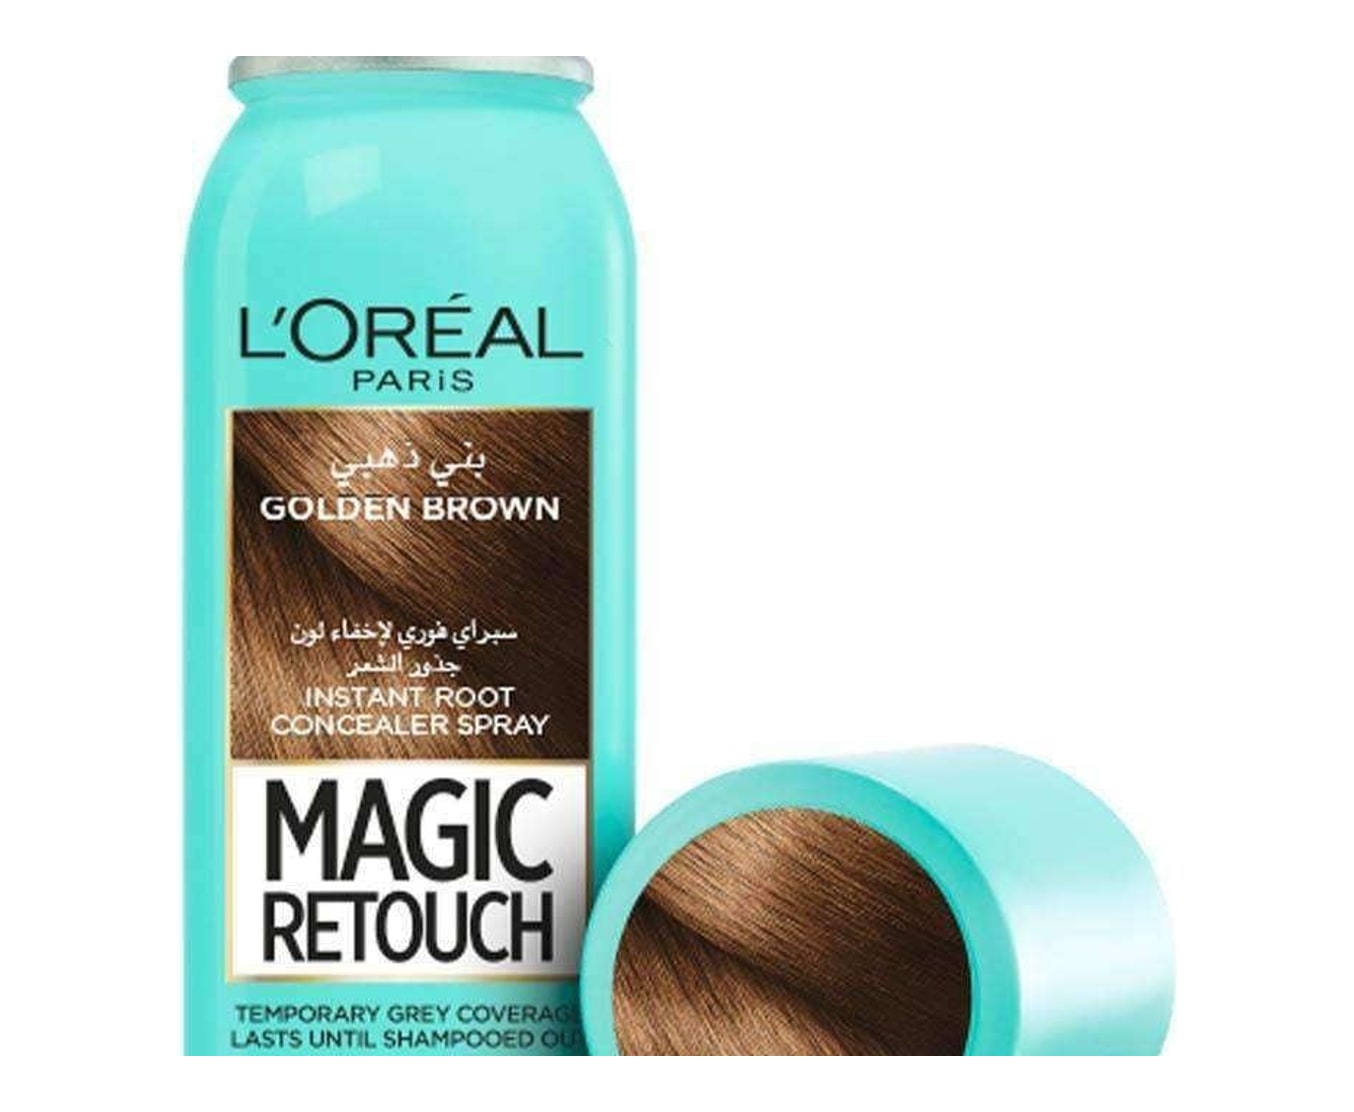 L'ORÉAL
PARiS
بني ذهبي
GOLDEN BROWN
سبراي فوري لإخفاء لون
جذور الشعر
INSTANT ROOT
CONCEALER SPRAY
MAGIC
RETOUCH
TEMPORARY GREY COVERAGE
LASTS UNTIL SHAMPOOED OU